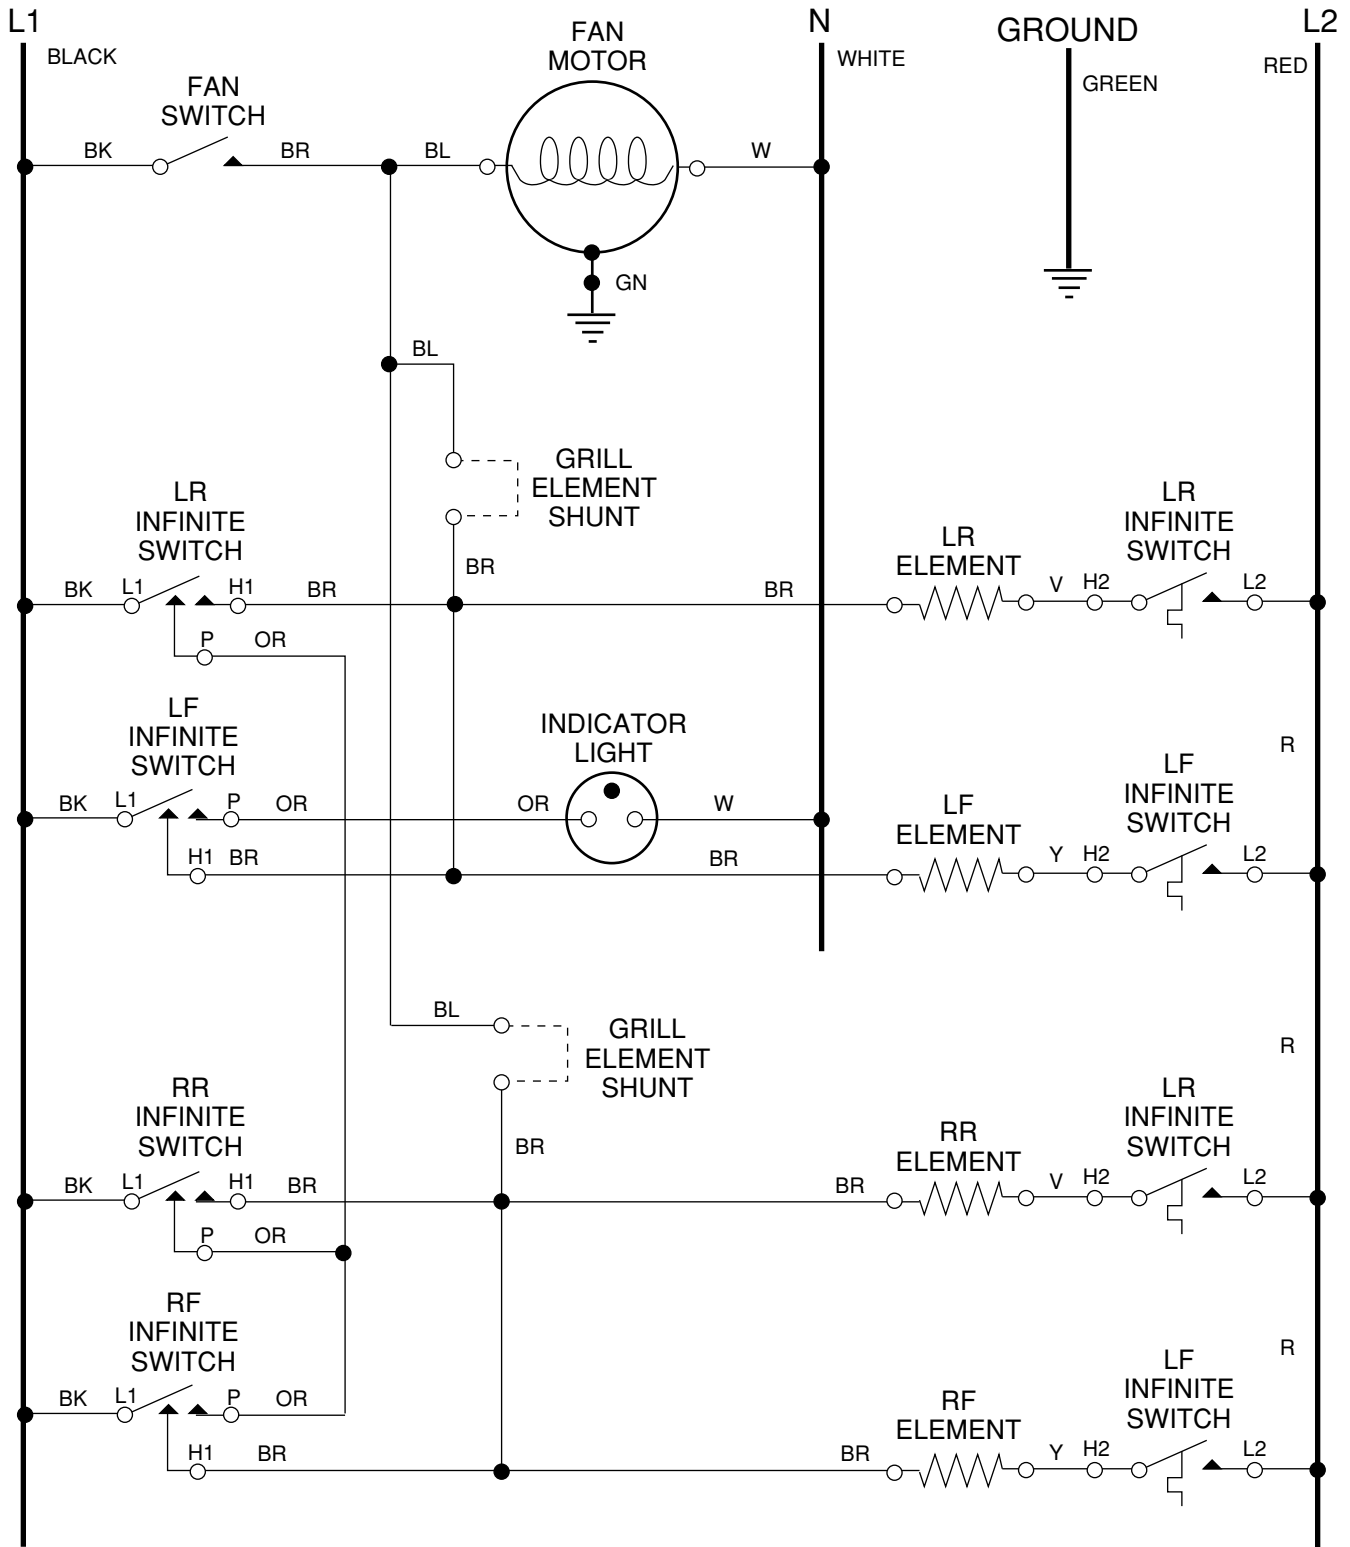 L1
N
GROUND
L2
BLACK
WHITE
GREEN
RED
FAN
SWITCH
FAN
MOTOR
BK
BR
BL
W
GN
BL
GRILL
ELEMENT
SHUNT
LR
INFINITE
SWITCH
LR
ELEMENT
LR
INFINITE
SWITCH
BK
L1
H1
BR
BR
BR
V
H2
L2
P
OR
LF
INFINITE
SWITCH
INDICATOR
LIGHT
R
LF
ELEMENT
LF
INFINITE
SWITCH
BK
L1
P
OR
OR
W
H1
BR
BR
Y
H2
L2
BL
GRILL
ELEMENT
SHUNT
R
RR
INFINITE
SWITCH
BR
RR
ELEMENT
LR
INFINITE
SWITCH
BK
L1
H1
BR
BR
V
H2
L2
P
OR
RF
INFINITE
SWITCH
R
RF
ELEMENT
LF
INFINITE
SWITCH
BK
L1
P
OR
H1
BR
BR
Y
H2
L2